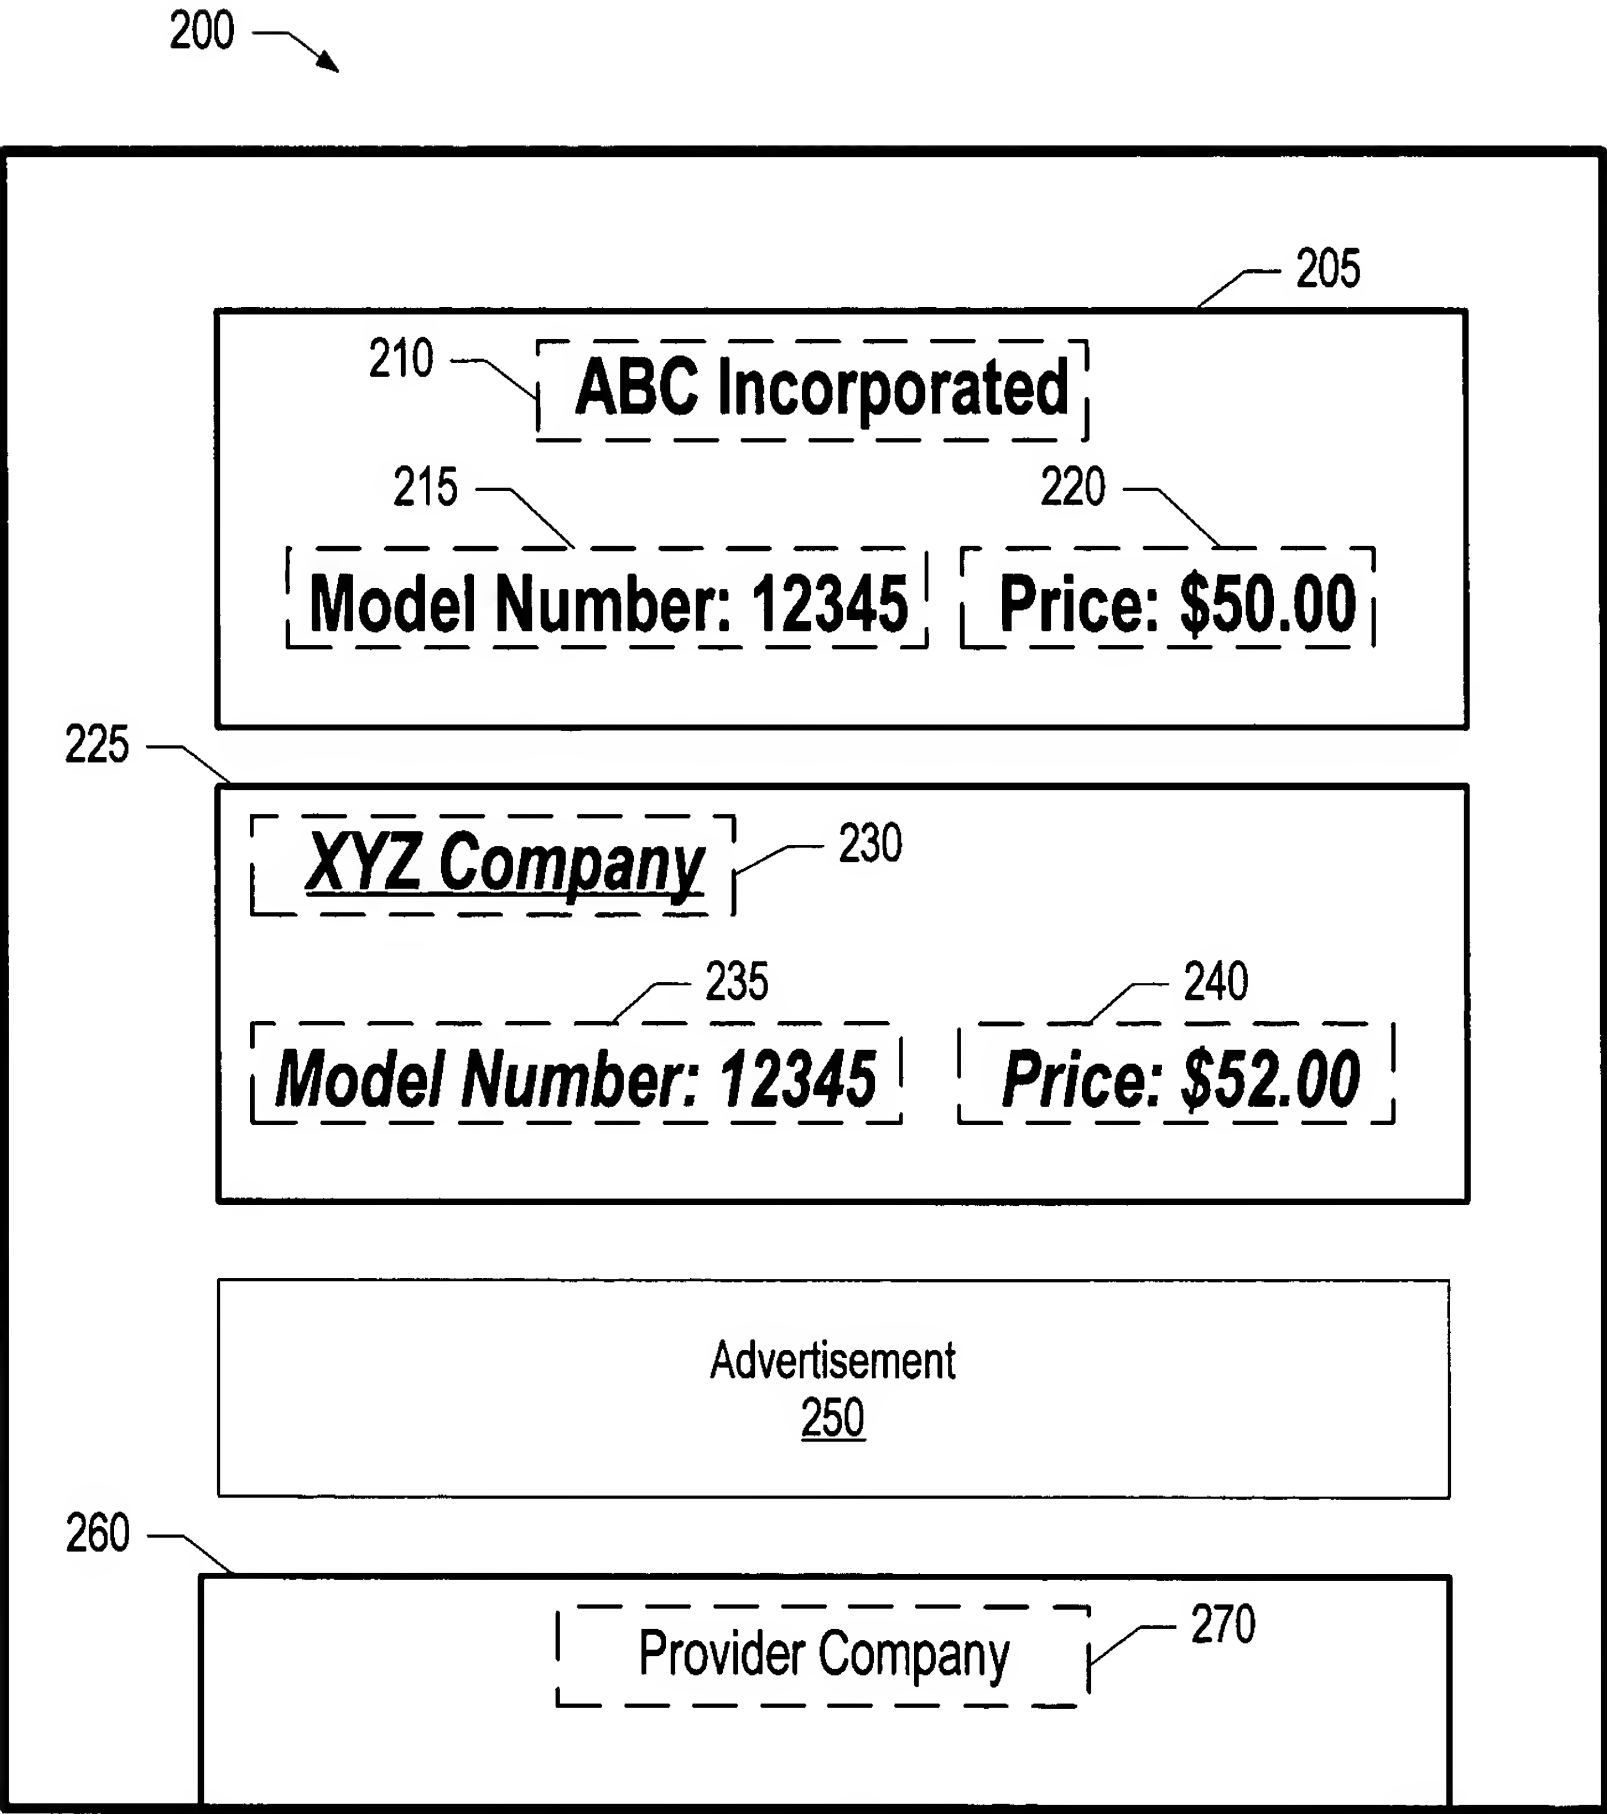 200
205
210
ABC Incorporated
215
220
Model Number: 12345
Price: $50.00
225
XYZ Company
230
235
240
Model Number: 12345
Price: $52.00
Advertisement
250
260
Provider Company
270